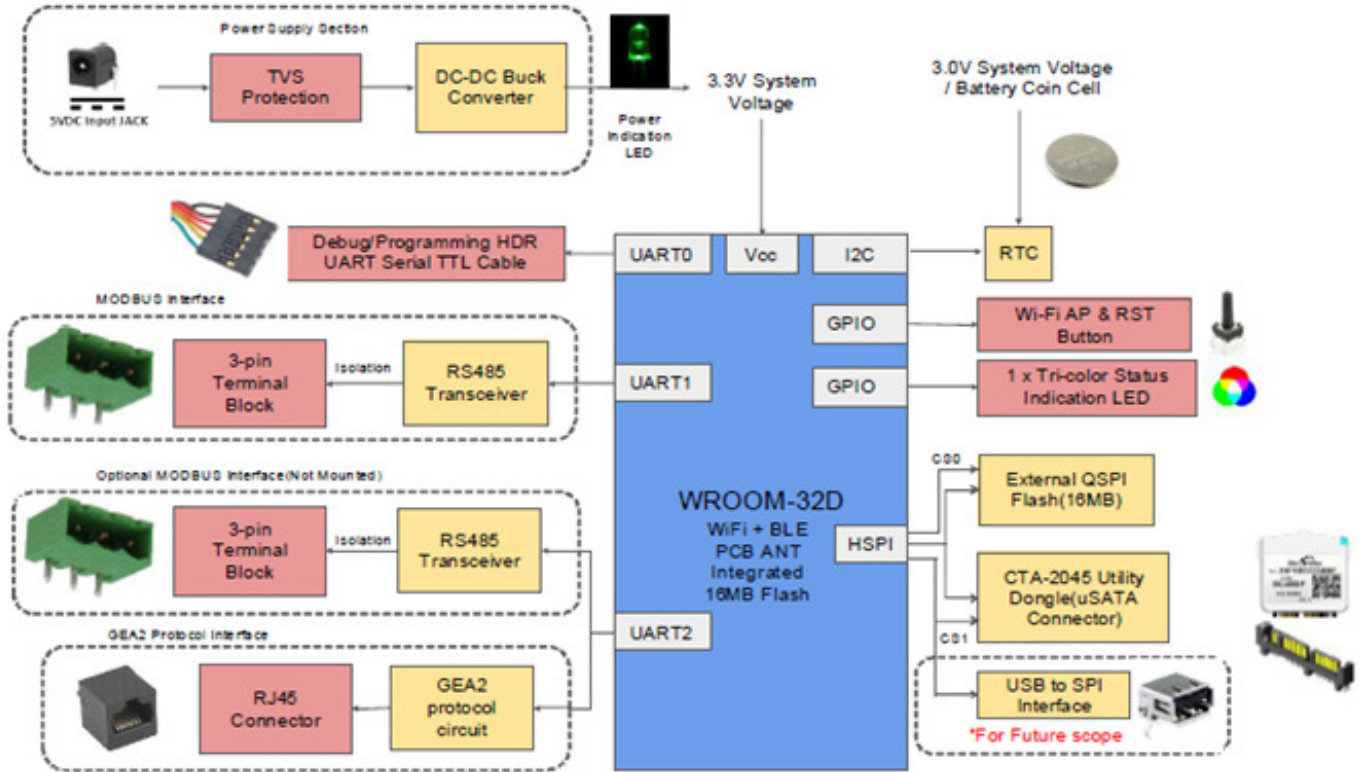 Power Supply Section
5VDC Input JACK
TVS
Protection
DC-DC Buck
Converter
Power
Indication
LED
3.3V System
Voltage
3.0V System Voltage
/ Battery Coin Cell
Debug/Programming HDR
UART Serial TTL Cable
UART0
Vcc
I2C
RTC
MODBUS Interface
3-pin
Terminal
Block
Isolation
RS485
Transceiver
UART1
GPIO
Wi-Fi AP & RST
Button
GPIO
1 x Tri-color Status
Indication LED
Optional MODBUS Interface(Not Mounted)
3-pin
Terminal
Block
Isolation
RS485
Transceiver
WROOM-32D
WiFi + BLE
PCB ANT
Integrated
16MB Flash
HSPI
CS0
External QSPI
Flash(16MB)
CTA-2045 Utility
Dongle(uSATA
Connector)
CS1
UART2
GEA2 Protocol Interface
RJ45
Connector
GEA2
protocol
circuit
USB to SPI
Interface
*For Future scope